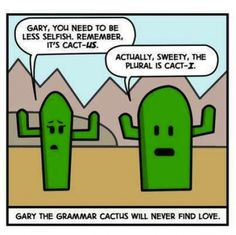 GARY, YOU NEED TO BE
LESS SELFISH. REMEMBER,
IT'S CACT-US.
ACTUALLY, SWEETY, THE
PLURAL IS CACT-I.
GARY THE GRAMMAR CACTUS WILL NEVER FIND LOVE.